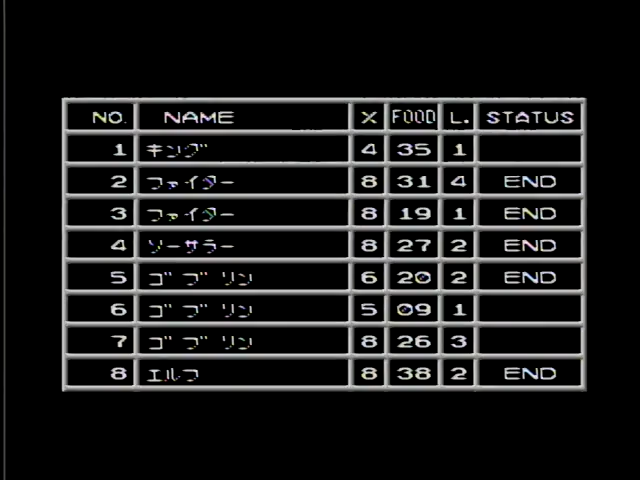 NO. NAME X FOOD L. STATUS
1 キング 4 35 1
2 ファイター 8 31 4 END
3 ファイター 8 19 1 END
4 ソーサラー 8 27 2 END
5 ゴブリン 6 20 2 END
6 ゴブリン 5 09 1
7 ゴブリン 8 26 3
8 エルフ 8 38 2 END